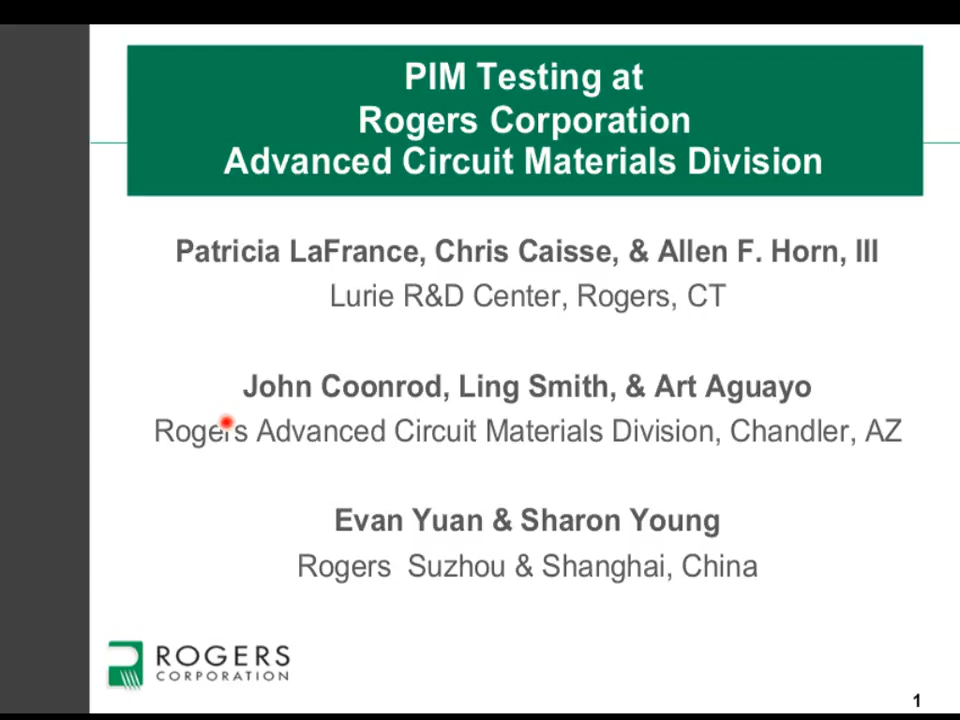 PIM Testing at
Rogers Corporation
Advanced Circuit Materials Division
Patricia LaFrance, Chris Caisse, & Allen F. Horn, III
Lurie R&D Center, Rogers, CT
John Coonrod, Ling Smith, & Art Aguayo
Rogers Advanced Circuit Materials Division, Chandler, AZ
Evan Yuan & Sharon Young
Rogers Suzhou & Shanghai, China
ROGERS
CORPORATION
1